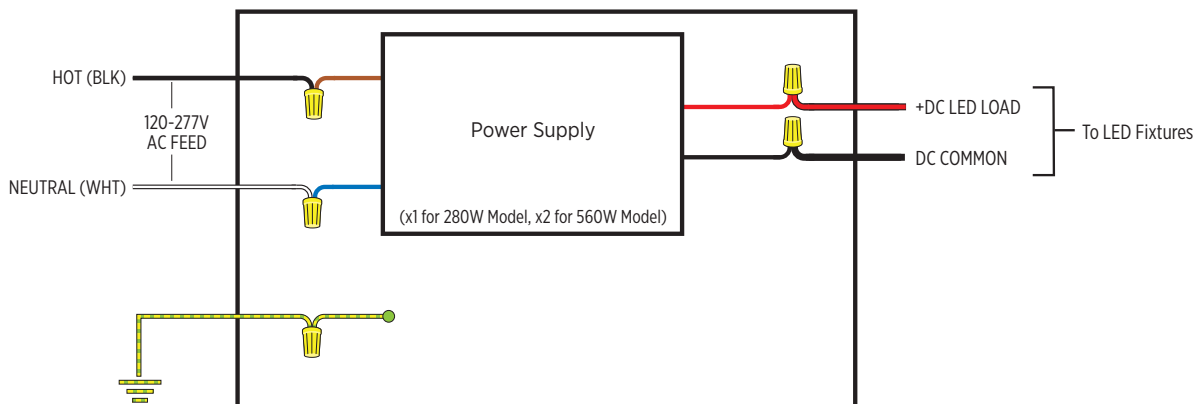 HOT (BLK)
120-277V
AC FEED
NEUTRAL (WHT)
Power Supply
(x1 for 280W Model, x2 for 560W Model)
+DC LED LOAD
DC COMMON
To LED Fixtures